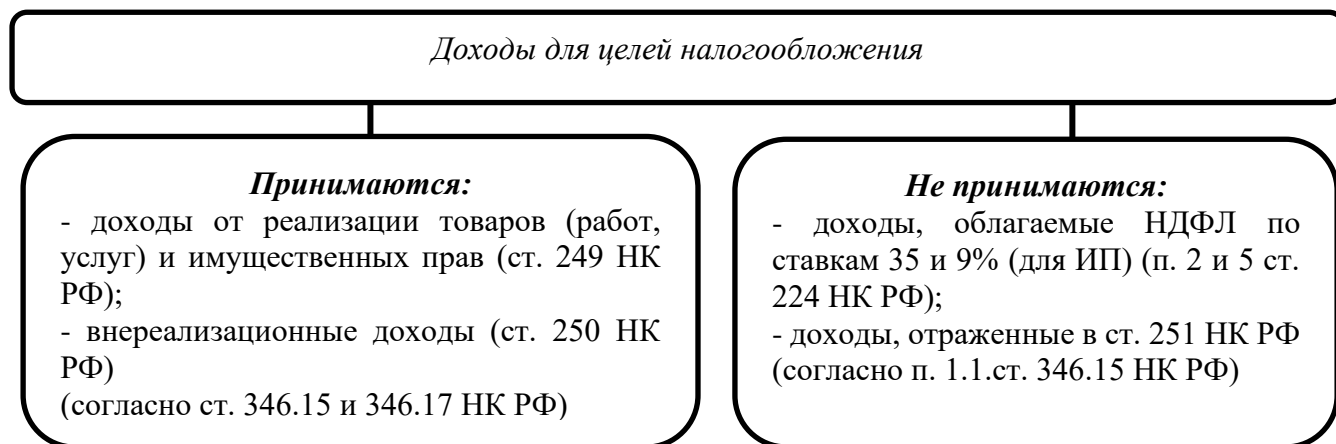 Доходы для целей налогообложения
Принимаются:
- доходы от реализации товаров (работ,
услуг) и имущественных прав (ст. 249 НК
РФ);
- внереализационные доходы (ст. 250 НК
РФ)
(согласно ст. 346.15 и 346.17 НК РФ)
Не принимаются:
- доходы, облагаемые НДФЛ по
ставкам 35 и 9% (для ИП) (п. 2 и 5 ст.
224 НК РФ);
- доходы, отраженные в ст. 251 НК РФ
(согласно п. 1.1.ст. 346.15 НК РФ)